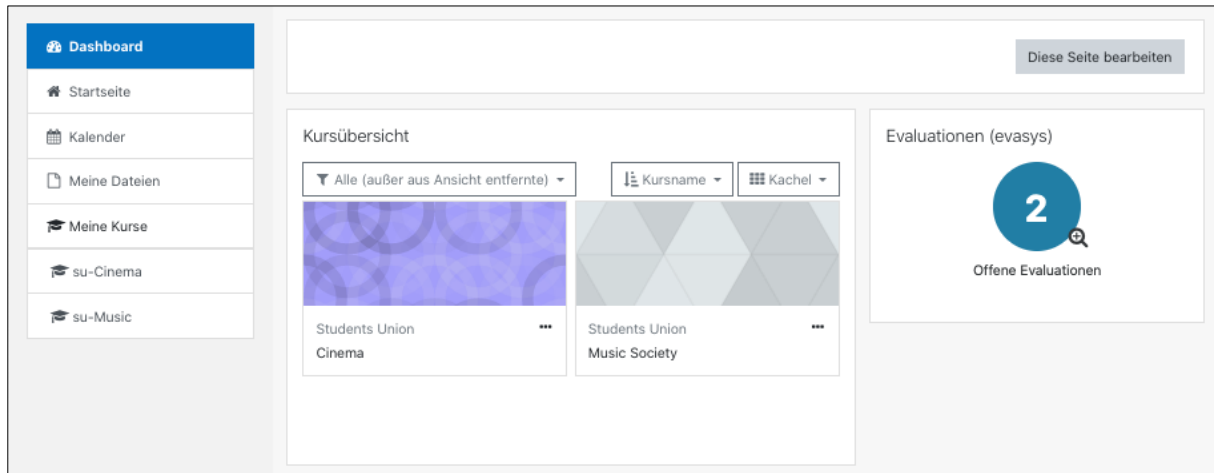 Dashboard
Startseite
Kalender
Meine Dateien
Meine Kurse
su-Cinema
su-Music
Diese Seite bearbeiten
Kursübersicht
Alle (außer aus Ansicht entfernte)
Kursname
Kachel
Students Union
Cinema
Students Union
Music Society
Evaluationen (evasys)
2
Offene Evaluationen